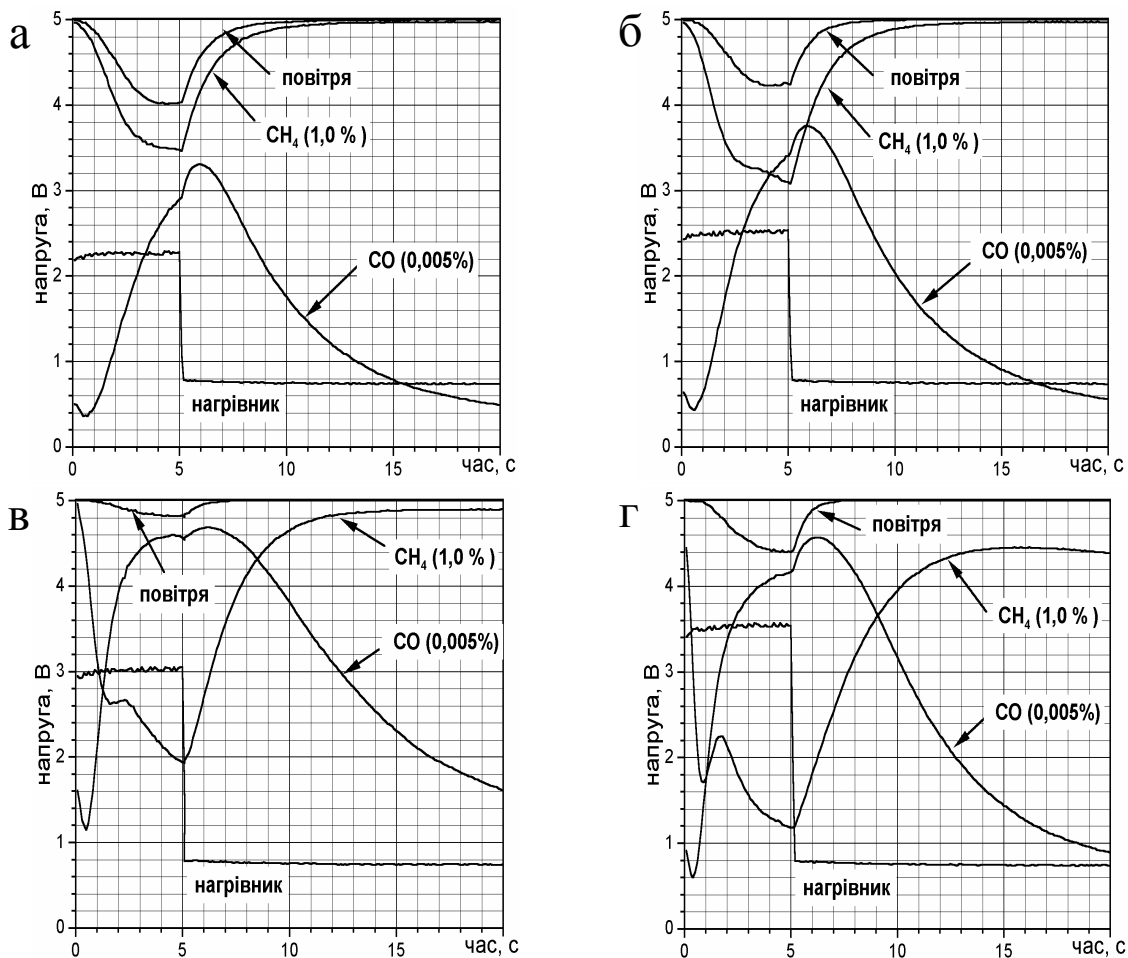 а
5
4
3
2
1
0
напруга, В
повітря
CH₄ (1,0 % )
CO (0,005%)
нагрівник
0
5
10
15
час, с
б
5
4
3
2
1
0
напруга, В
повітря
CH₄ (1,0 % )
CO (0,005%)
нагрівник
0
5
10
15
час, с
в
5
4
3
2
1
0
напруга, В
CH₄ (1,0 % )
повітря
CO (0,005%)
нагрівник
0
5
10
15
час, с
г
5
4
3
2
1
0
напруга, В
повітря
CH₄ (1,0 % )
CO (0,005%)
нагрівник
0
5
10
15
час, с